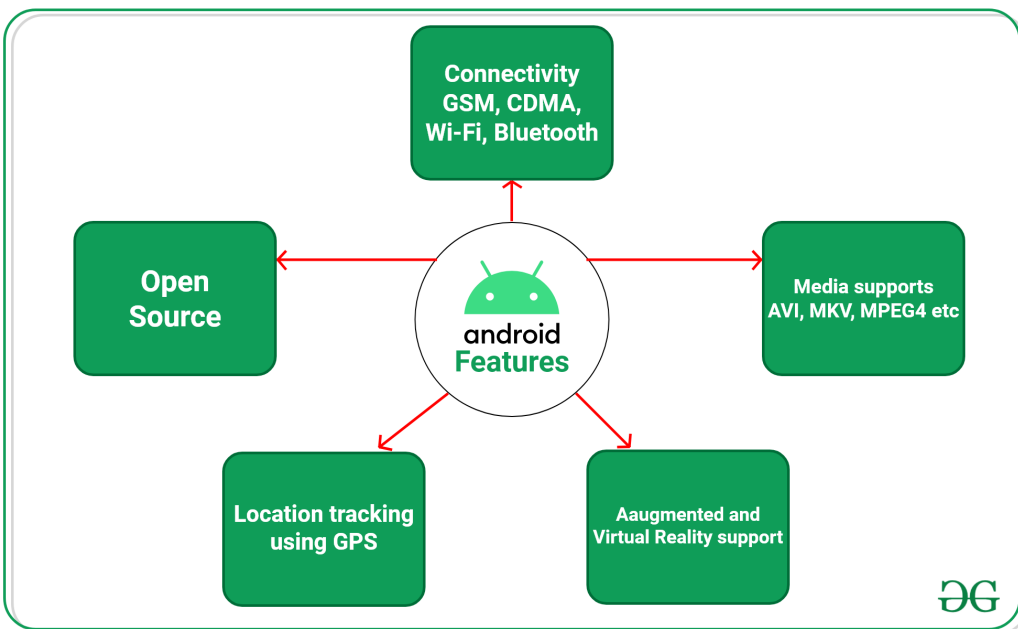 Connectivity
GSM, CDMA,
Wi-Fi, Bluetooth
Open
Source
android
Features
Media supports
AVI, MKV, MPEG4 etc
Location tracking
using GPS
Aaugmented and
Virtual Reality support